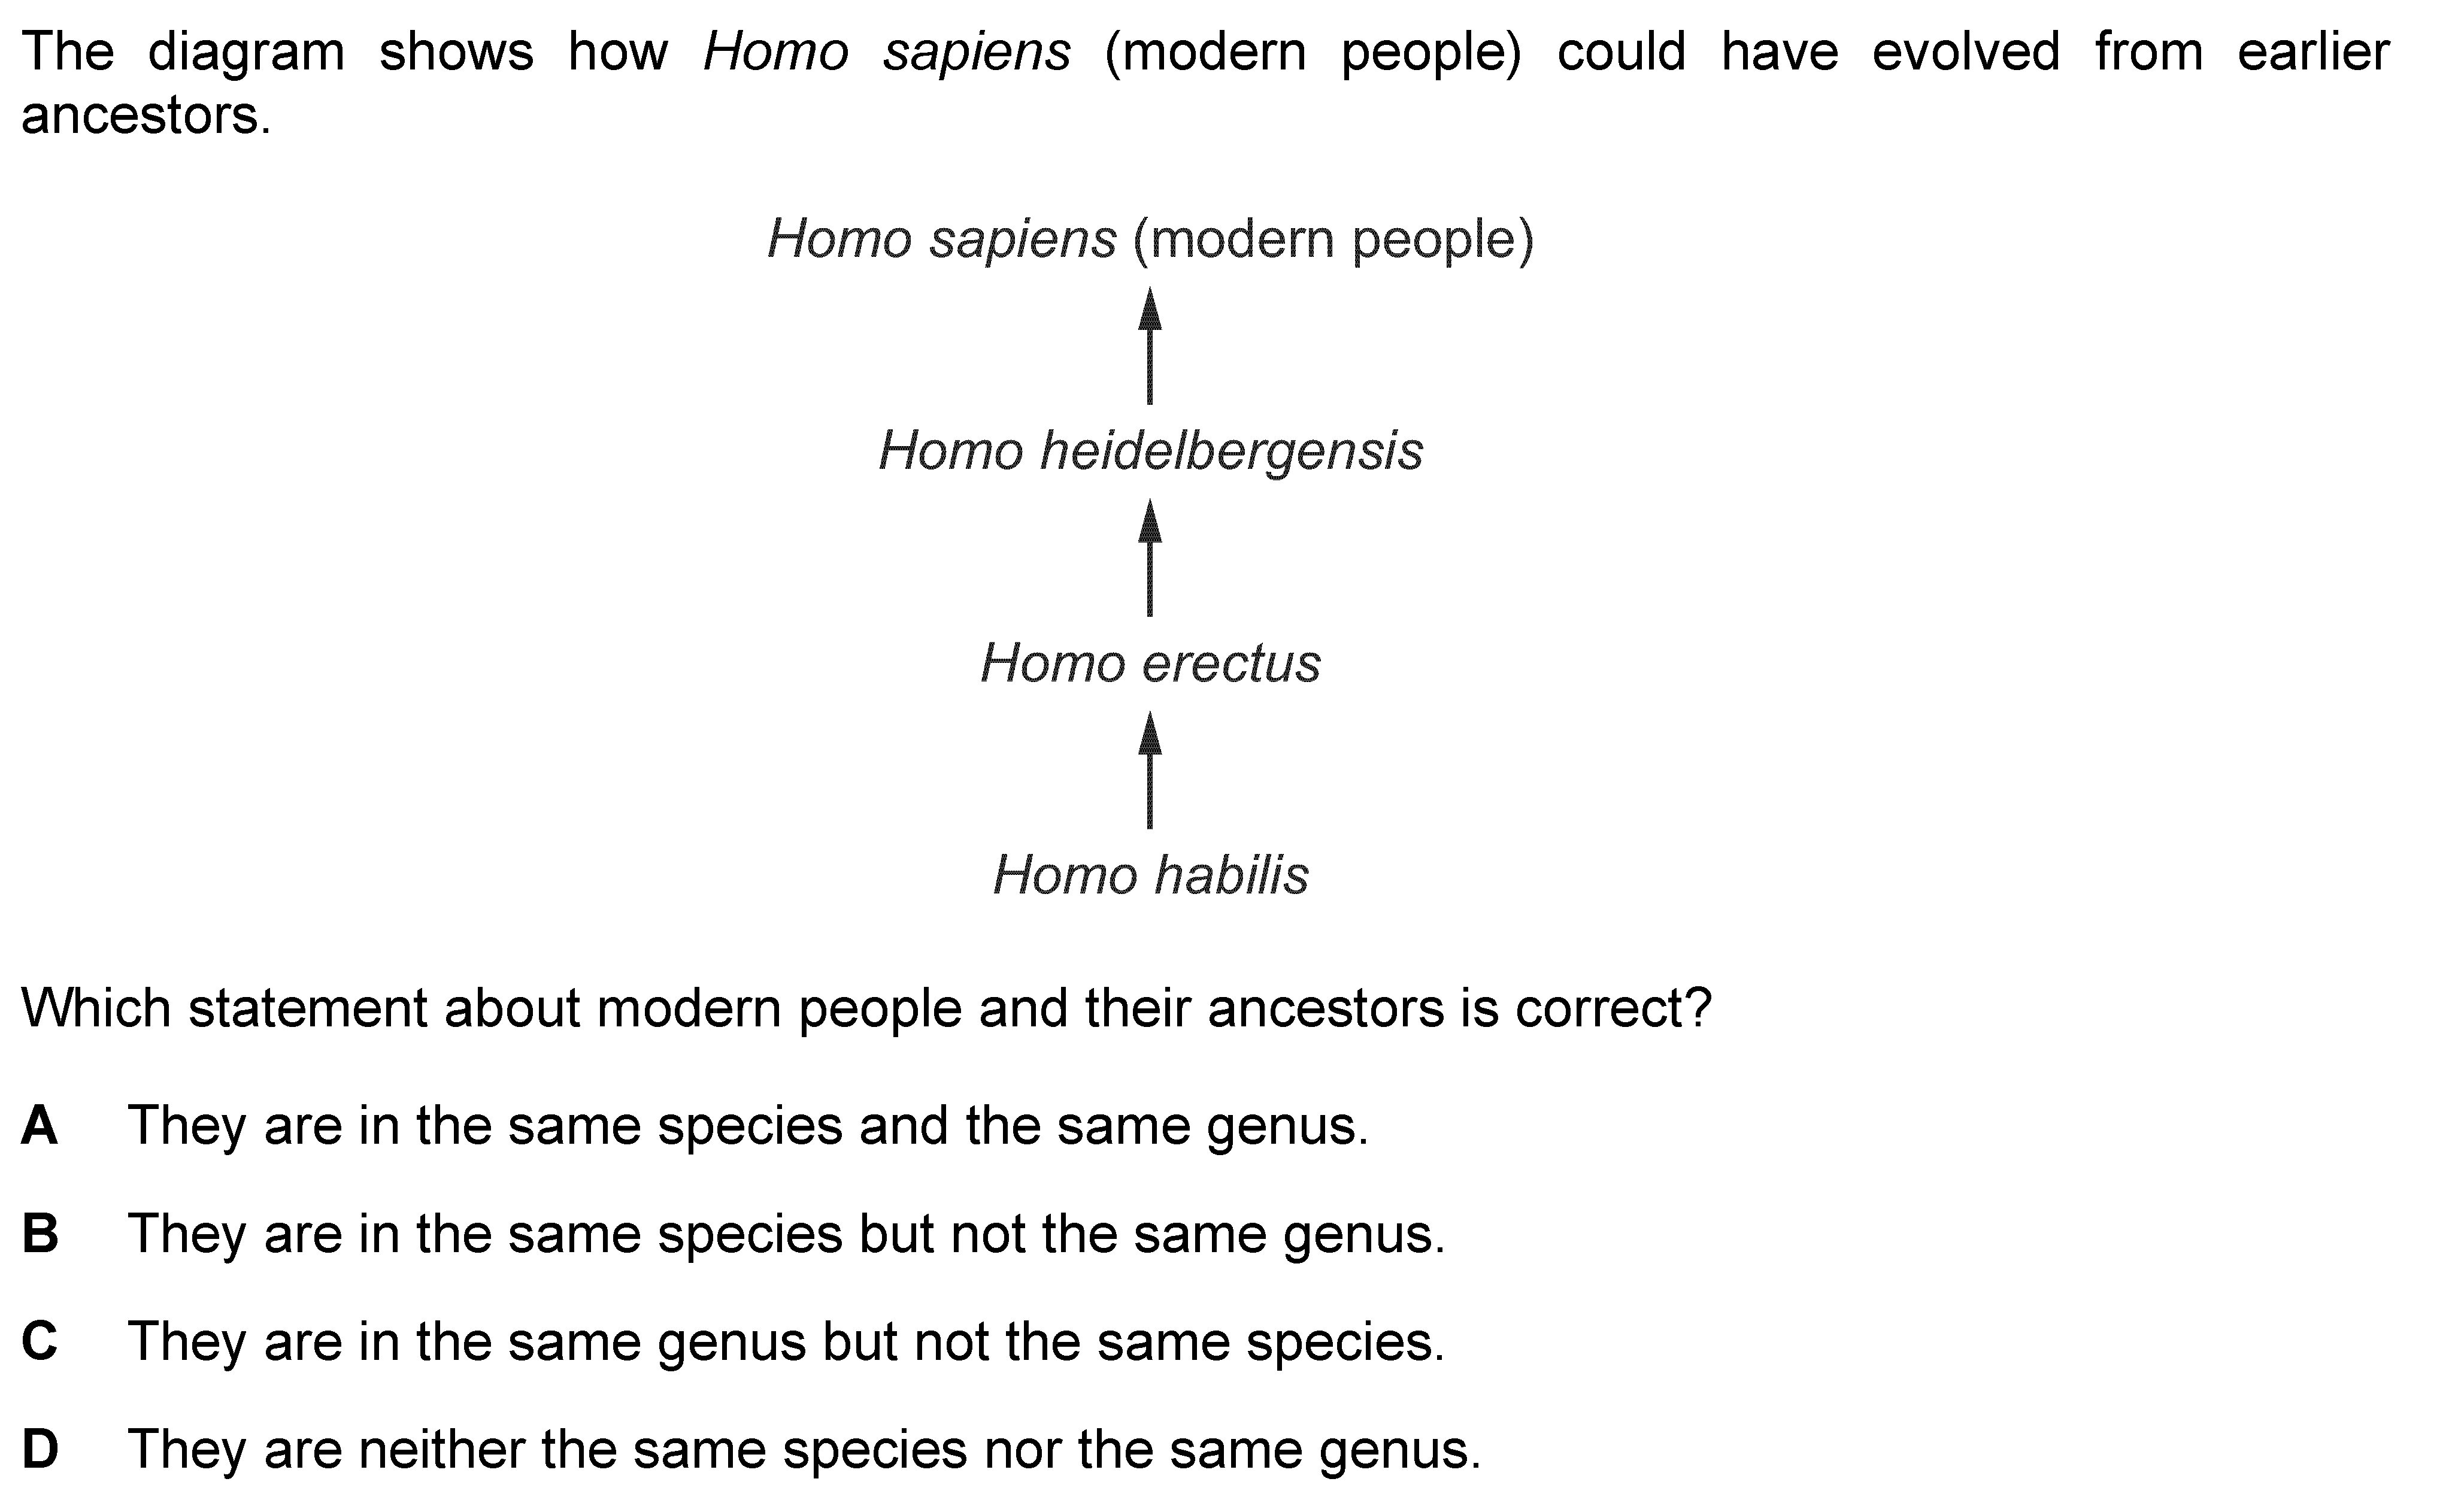 The diagram shows how Homo sapiens (modern people) could have evolved from earlier
ancestors.
Homo sapiens (modern people)
Homo heidelbergensis
Homo erectus
Homo habilis
Which statement about modern people and their ancestors is correct?
A They are in the same species and the same genus.
B They are in the same species but not the same genus.
C They are in the same genus but not the same species.
D They are neither the same species nor the same genus.